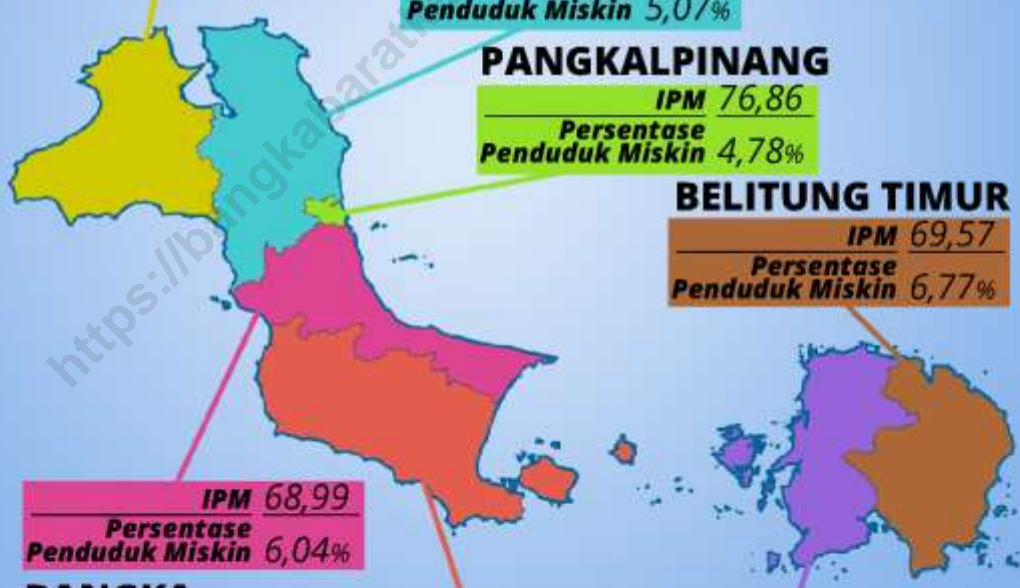 Penduduk Miskin 5,07%
PANGKALPINANG
IPM 76,86
Persentase
Penduduk Miskin 4,78%
BELITUNG TIMUR
IPM 69,57
Persentase
Penduduk Miskin 6,77%
IPM 68,99
Persentase
Penduduk Miskin 6,04%
BANGKA